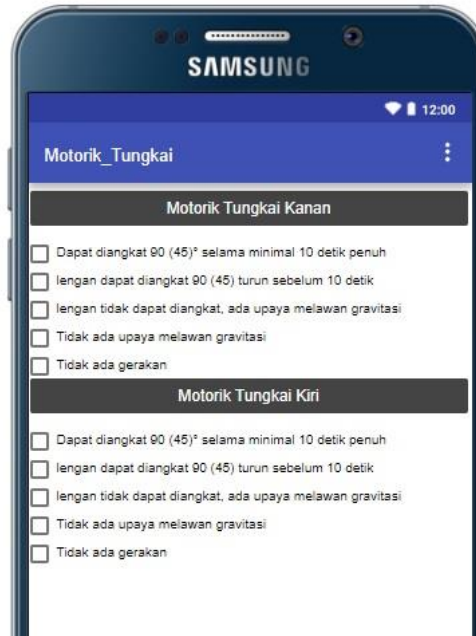 SAMSUNG
12:00
Motorik_Tungkai
Motorik Tungkai Kanan
Dapat diangkat 90 (45)° selama minimal 10 detik penuh
lengan dapat diangkat 90 (45) turun sebelum 10 detik
lengan tidak dapat diangkat, ada upaya melawan gravitasi
Tidak ada upaya melawan gravitasi
Tidak ada gerakan
Motorik Tungkai Kiri
Dapat diangkat 90 (45)° selama minimal 10 detik penuh
lengan dapat diangkat 90 (45) turun sebelum 10 detik
lengan tidak dapat diangkat, ada upaya melawan gravitasi
Tidak ada upaya melawan gravitasi
Tidak ada gerakan